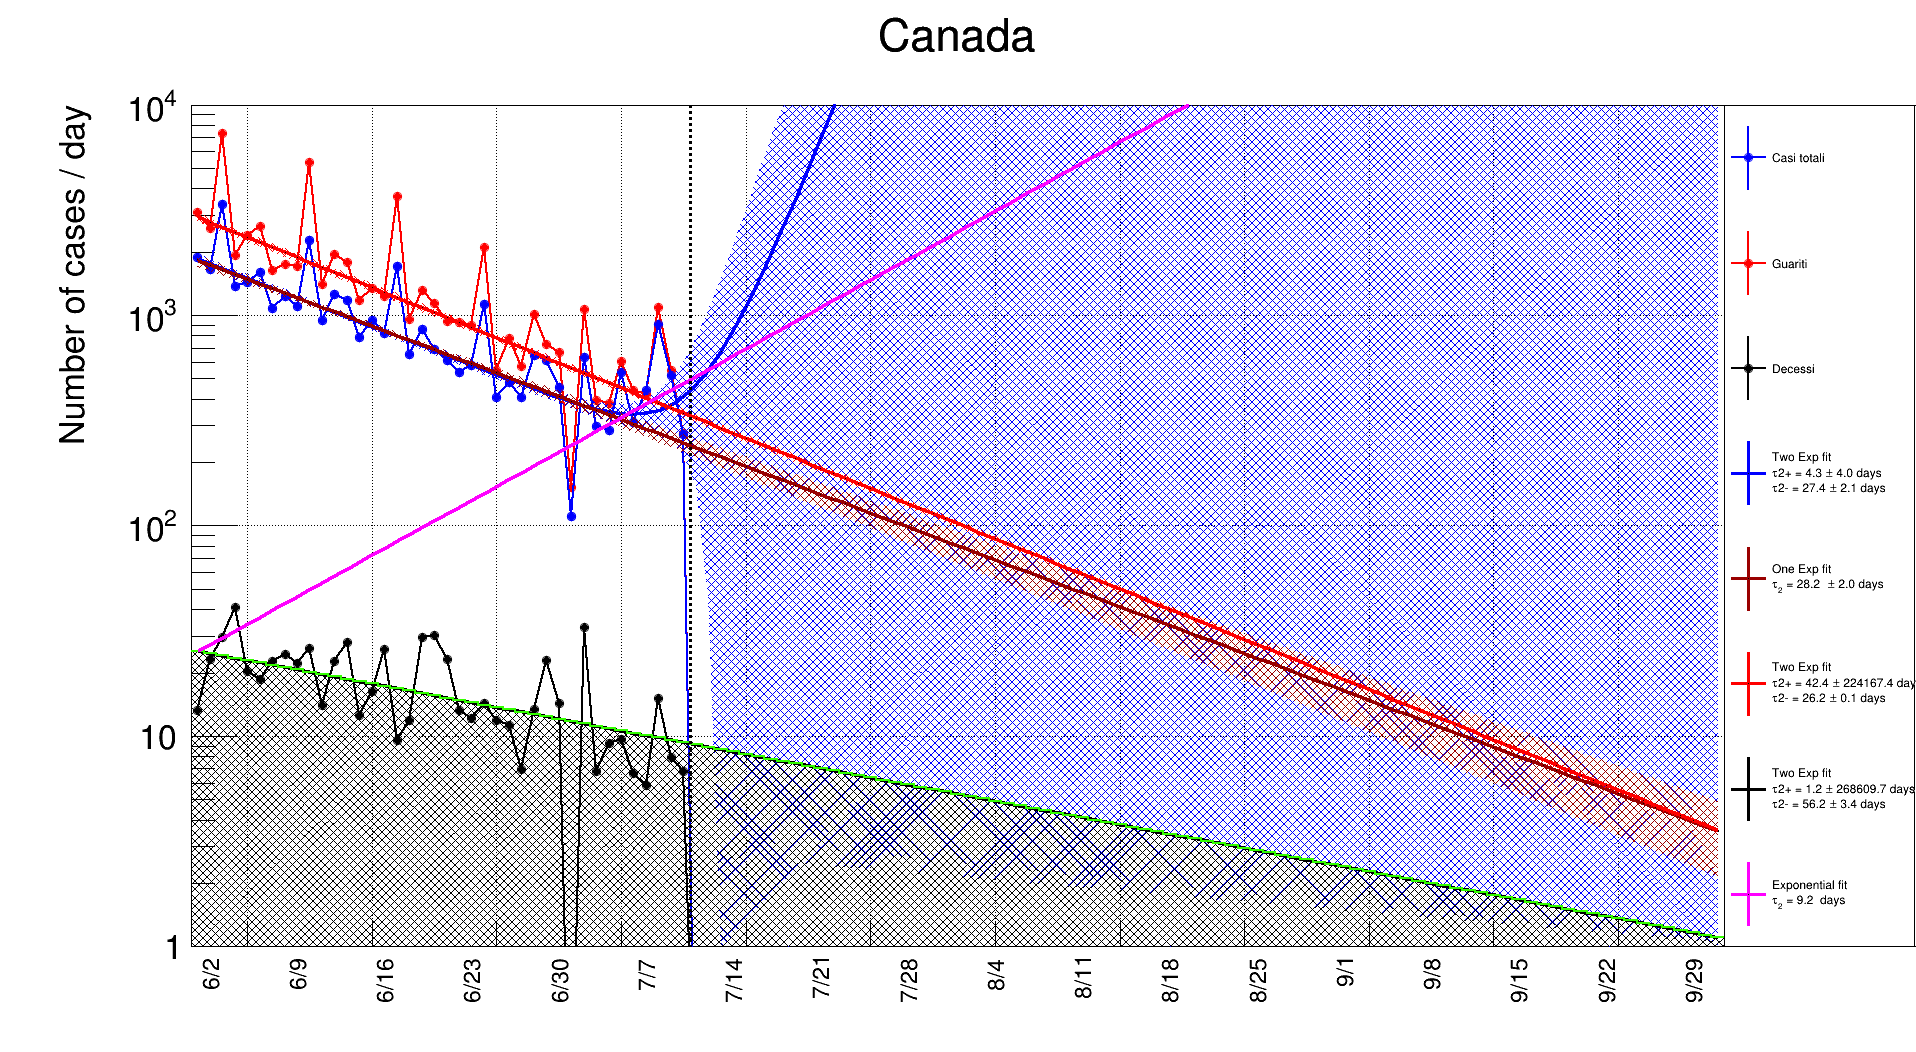 Canada
Number of cases / day
10^4
10^3
10^2
10
1
6/2
6/9
6/16
6/23
6/30
7/7
7/14
7/21
7/28
8/4
8/11
8/18
8/25
9/1
9/8
9/15
9/22
9/29
Casi totali
Guariti
Decessi
Two Exp fit
τ2+ = 4.3 ± 4.0 days
τ2- = 27.4 ± 2.1 days
One Exp fit
τ₂ = 28.2 ± 2.0 days
Two Exp fit
τ2+ = 42.4 ± 224167.4 day
τ2- = 26.2 ± 0.1 days
Two Exp fit
τ2+ = 1.2 ± 268609.7 days
τ2- = 56.2 ± 3.4 days
Exponential fit
τ₂ = 9.2 days